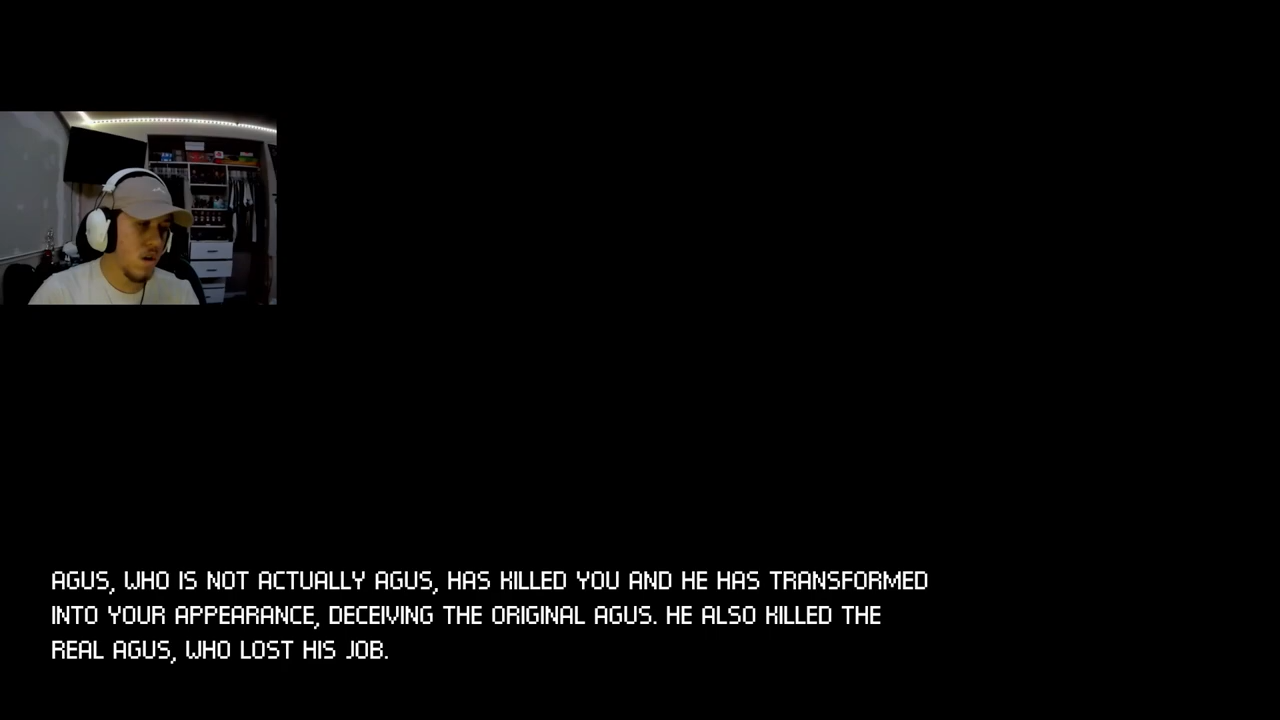 AGUS, WHO IS NOT ACTUALLY AGUS, HAS KILLED YOU AND HE HAS TRANSFORMED
INTO YOUR APPEARANCE, DECEIVING THE ORIGINAL AGUS. HE ALSO KILLED THE
REAL AGUS, WHO LOST HIS JOB.